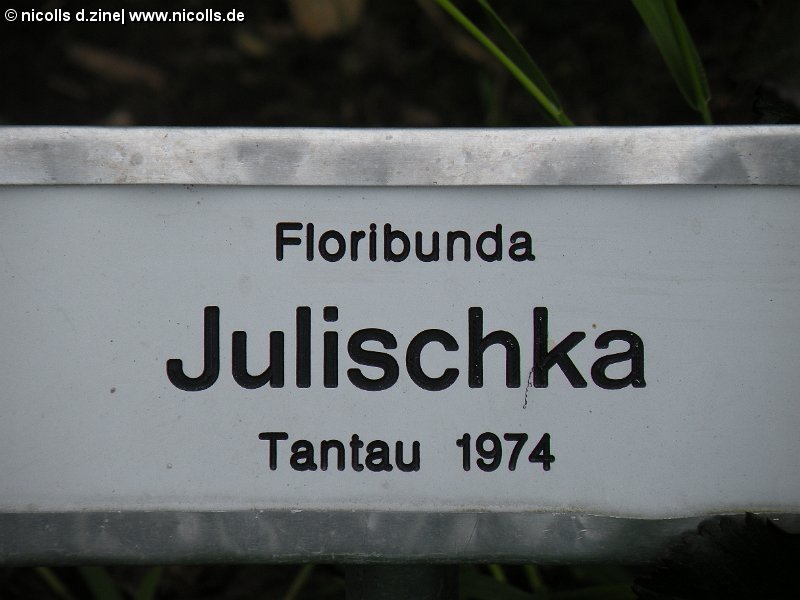 © nicolls d.zine| www.nicolls.de
Floribunda
Julischka
Tantau 1974